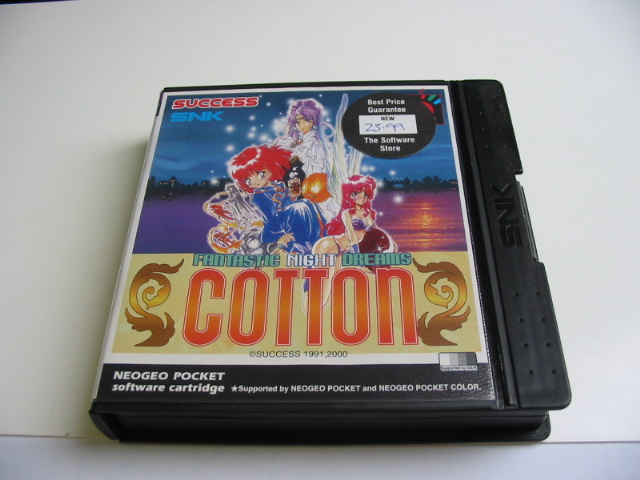 SUCCESS
SNK
Best Price
Guarantee
NEW
23.99
The Software
Store
SNK
FANTASTIC NIGHT DREAMS
COTTON
©SUCCESS 1991,2000
NEOGEO POCKET
software cartridge ★Supported by NEOGEO POCKET and NEOGEO POCKET COLOR.